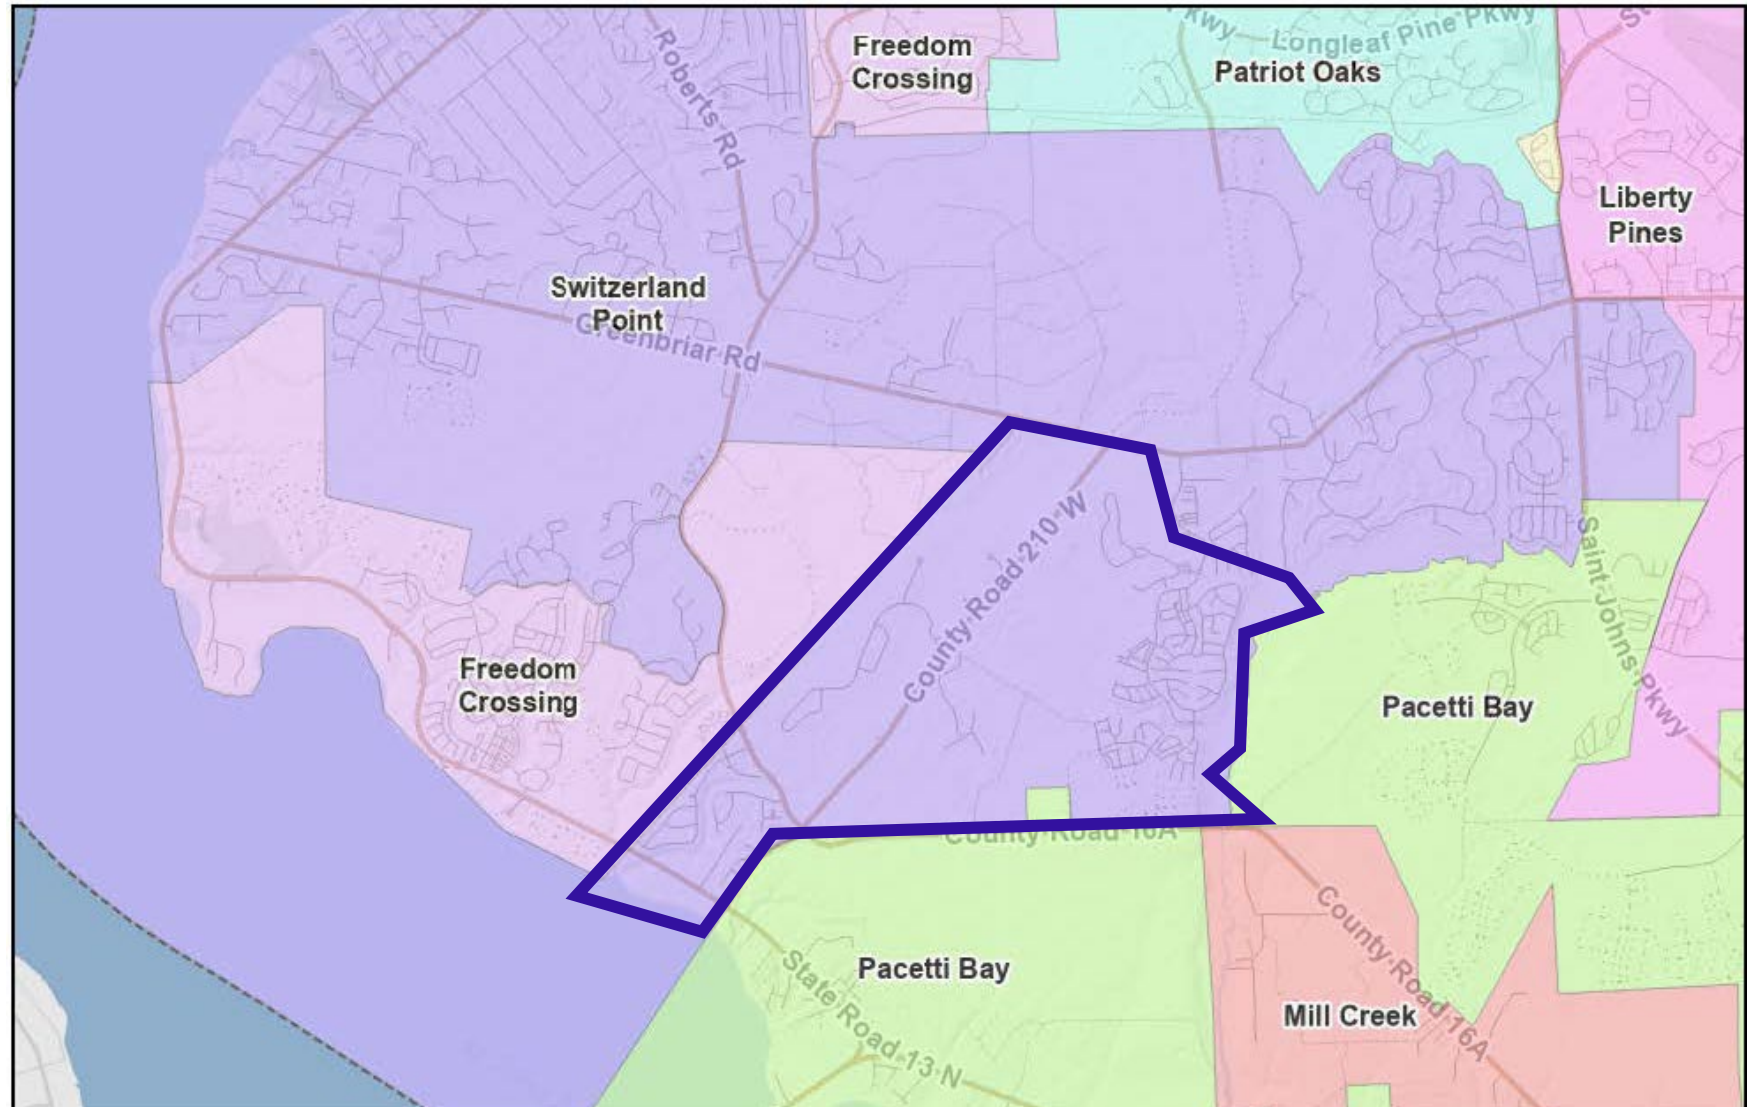 Freedom
Crossing
Pkwy
Longleaf Pine Pkwy
Patriot Oaks
Roberts Rd
Liberty
Pines
Switzerland
Point
Greenbriar Rd
County Road 210 W
Saint Johns Pkwy
Freedom
Crossing
Pacetti Bay
County Road 16A
Pacetti Bay
State Road 13 N
County Road 16A
Mill Creek